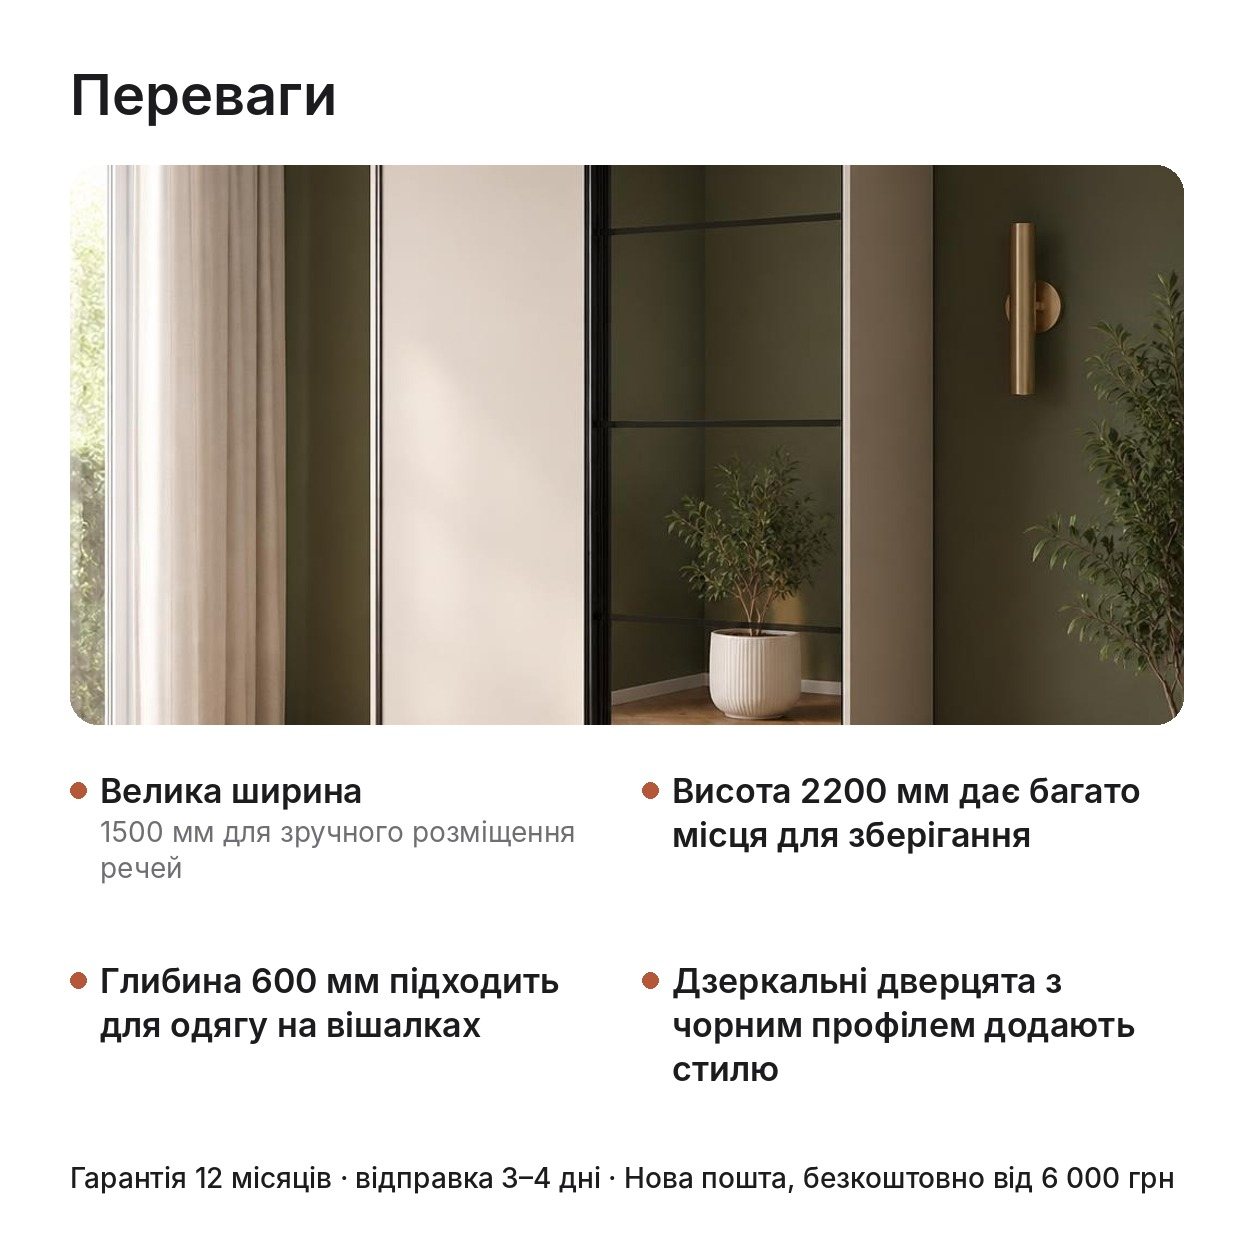 Переваги
Велика ширина
1500 мм для зручного розміщення
речей
Висота 2200 мм дає багато
місця для зберігання
Глибина 600 мм підходить
для одягу на вішалках
Дзеркальні дверцята з
чорним профілем додають
стилю
Гарантія 12 місяців · відправка 3–4 дні · Нова пошта, безкоштовно від 6 000 грн